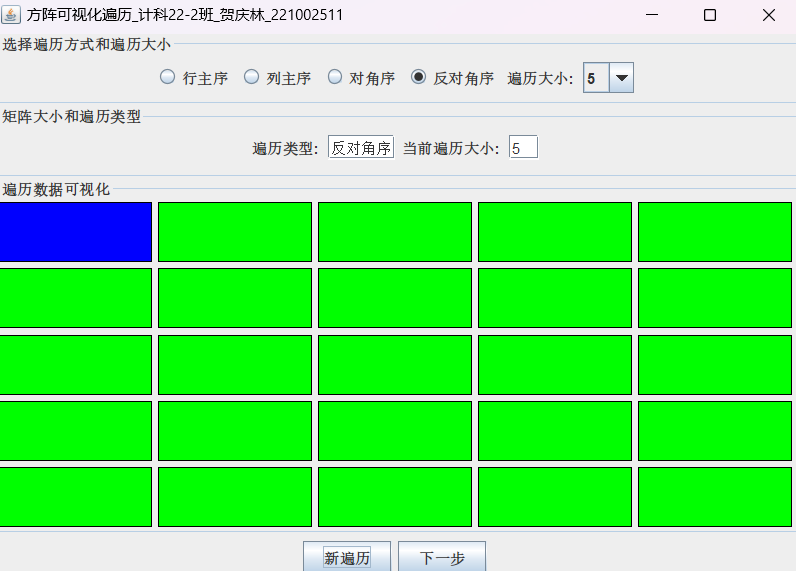 方阵可视化遍历_计科22-2班_贺庆林_221002511
选择遍历方式和遍历大小
行主序 列主序 对角序 反对角序 遍历大小: 5
矩阵大小和遍历类型
遍历类型: 反对角序 当前遍历大小: 5
遍历数据可视化
新遍历 下一步